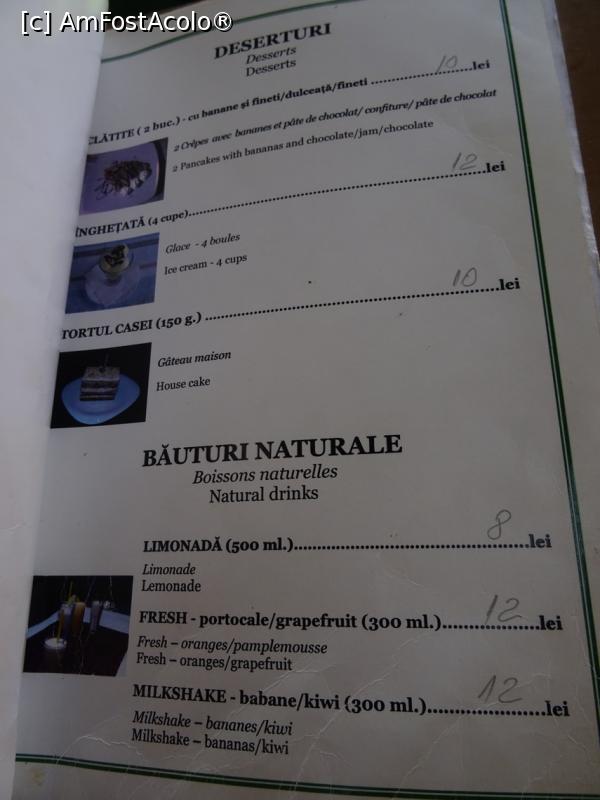 [c] AmFostAcolo®
DESERTURI
Desserts
Desserts
CLĂTITE ( 2 buc.) - cu banane și fineti/dulceață/fineti ........................10 lei
2 Crêpes avec bananes et pâte de chocolat/ confiture/ pâte de chocolat
2 Pancakes with bananas and chocolate/jam/chocolate
ÎNGHEȚATĂ (4 cupe)........................12 lei
Glace - 4 boules
Ice cream - 4 cups
TORTUL CASEI (150 g.) ........................10 lei
Gâteau maison
House cake
BĂUTURI NATURALE
Boissons naturelles
Natural drinks
LIMONADĂ (500 ml.)........................8 lei
Limonade
Lemonade
FRESH - portocale/grapefruit (300 ml.)........................12 lei
Fresh – oranges/pamplemousse
Fresh – oranges/grapefruit
MILKSHAKE - babane/kiwi (300 ml.)........................12 lei
Milkshake – bananes/kiwi
Milkshake – bananas/kiwi